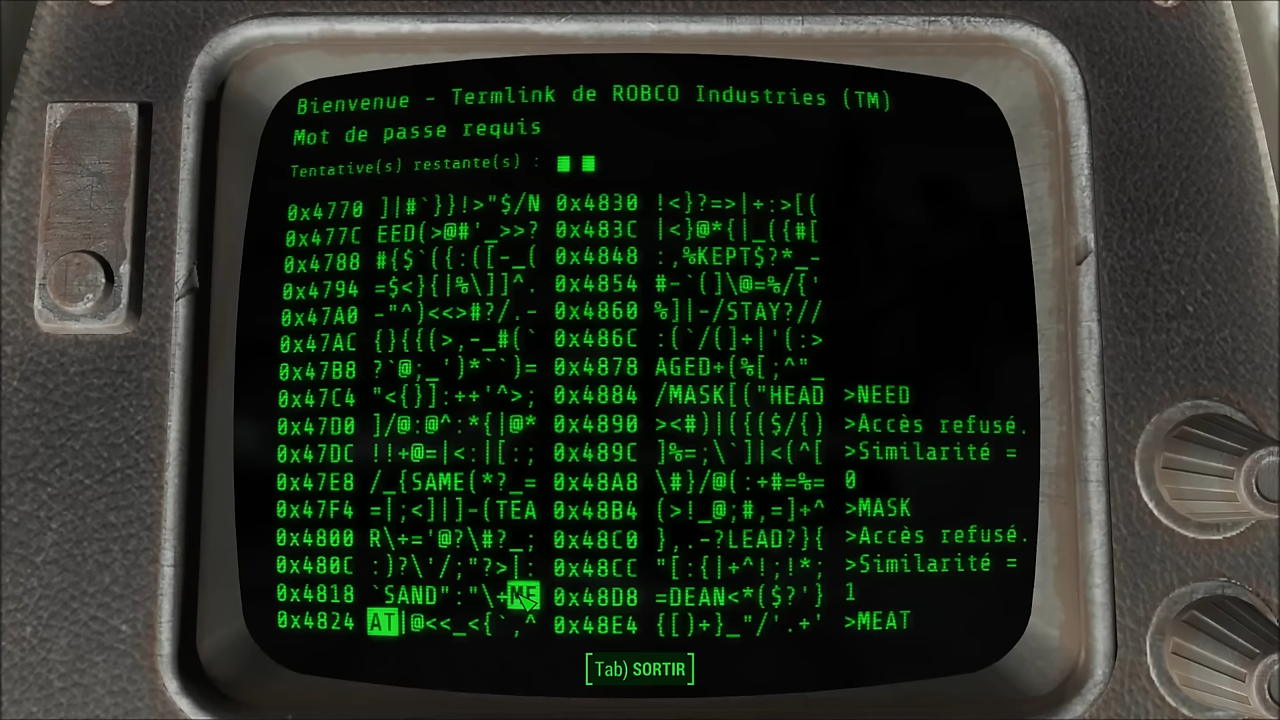 Bienvenue - Termlink de ROBCO Industries (TM)
Mot de passe requis
Tentative(s) restante(s) :
0x4770 ]|#`}}!>"$/N 0x4830 !<}?=>|+:>[(
0x477C EED(>@#'_>>? 0x483C |<}@*{|_({#[
0x4788 #{$`({:([-_( 0x4848 :,%KEPT$?*_-
0x4794 =$<}{|%\]]^. 0x4854 #-`(]\@=%/{'
0x47A0 -"^)<<>#?/.- 0x4860 %]|-/STAY?//
0x47AC {}{{(>,-_#(` 0x486C :(`/(]+|'(:>
0x47B8 ?`@;_')*``)= 0x4878 AGED+(%[;^"_
0x47C4 "<{}]:++'^>; 0x4884 /MASK[("HEAD >NEED
0x47D0 ]/@:@^:*{|@* 0x4890 ><#)|({($/{) >Accès refusé.
0x47DC !!+@=|<:|[:; 0x489C ]%=;\`]|<(^[ >Similarité =
0x47E8 /_{SAME(*?_= 0x48A8 \#}/@(:+#=%= 0
0x47F4 =|;<]|]-(TEA 0x48B4 (>!_@;#,=]+^ >MASK
0x4800 R\+='@?\#?_; 0x48C0 },.-?LEAD?}{ >Accès refusé.
0x480C :)?\'/;"?>|: 0x48CC "[:{|+^!;!*; >Similarité =
0x4818 `SAND":"\+ME 0x48D8 =DEAN<*($?'} 1
0x4824 AT|@<<_<{`,^ 0x48E4 {[)+}_"/'.+' >MEAT
[Tab) SORTIR]